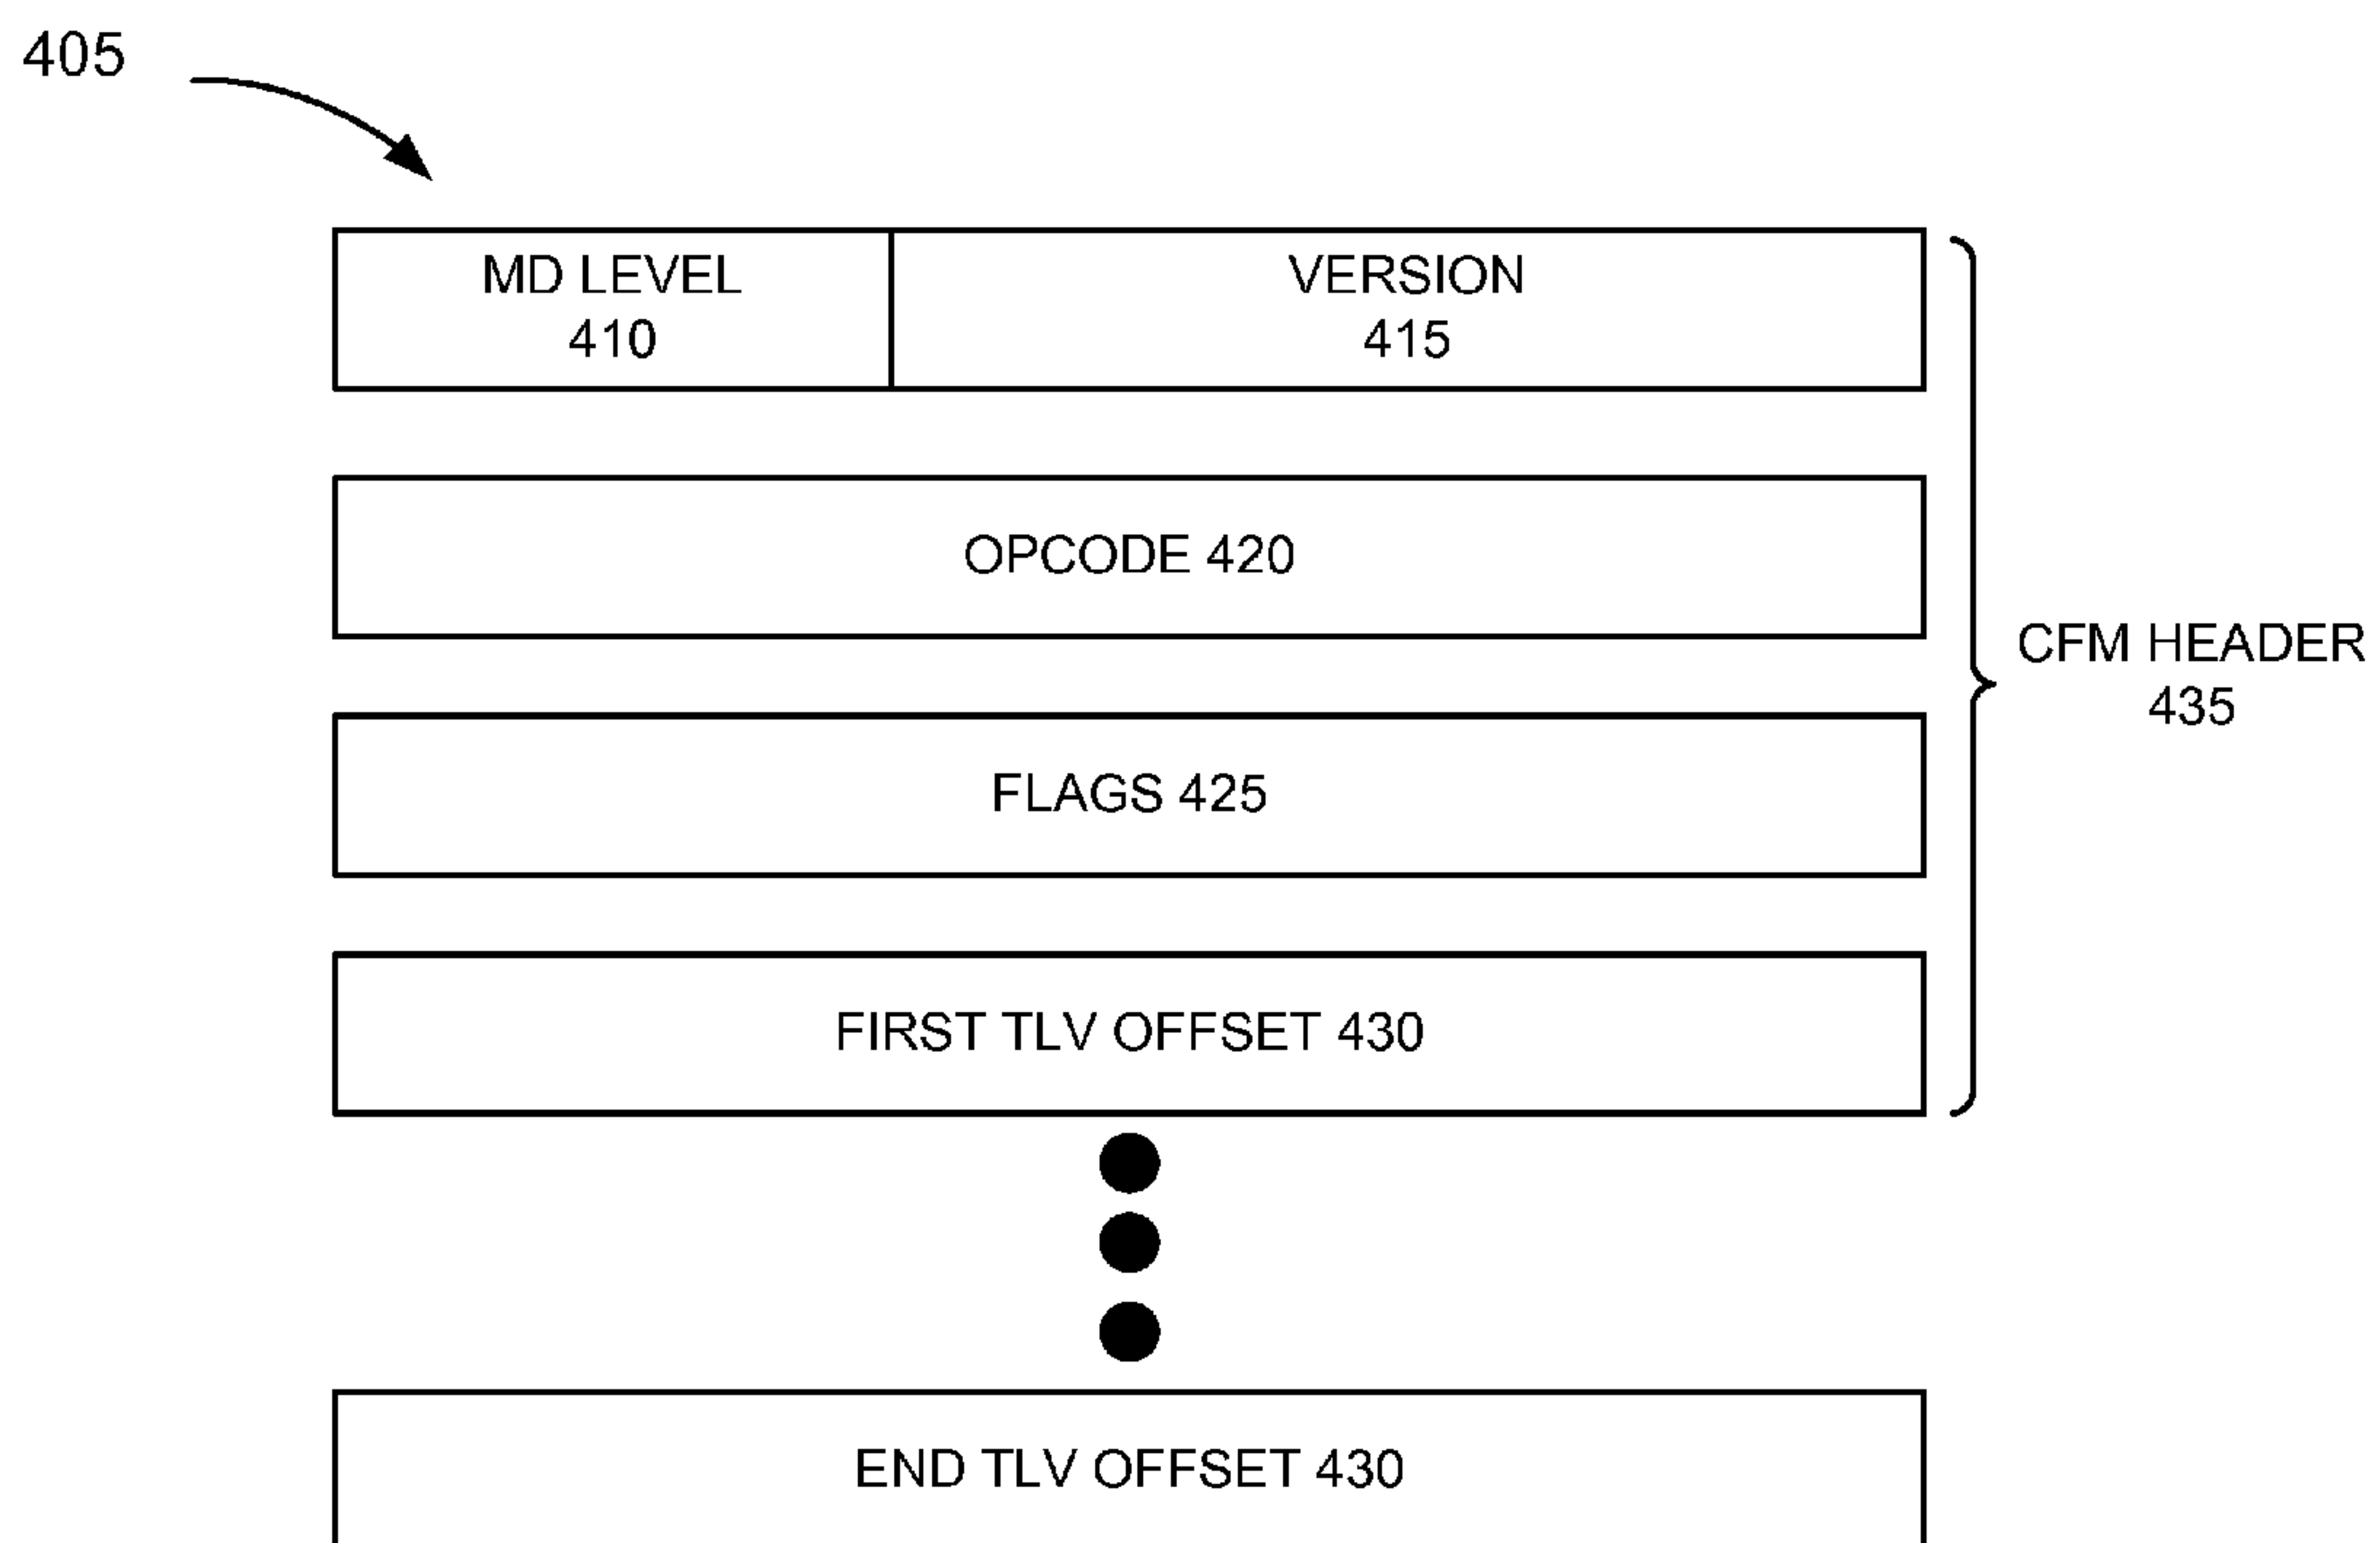 405
MD LEVEL
410
VERSION
415
OPCODE 420
FLAGS 425
CFM HEADER
435
FIRST TLV OFFSET 430
END TLV OFFSET 430